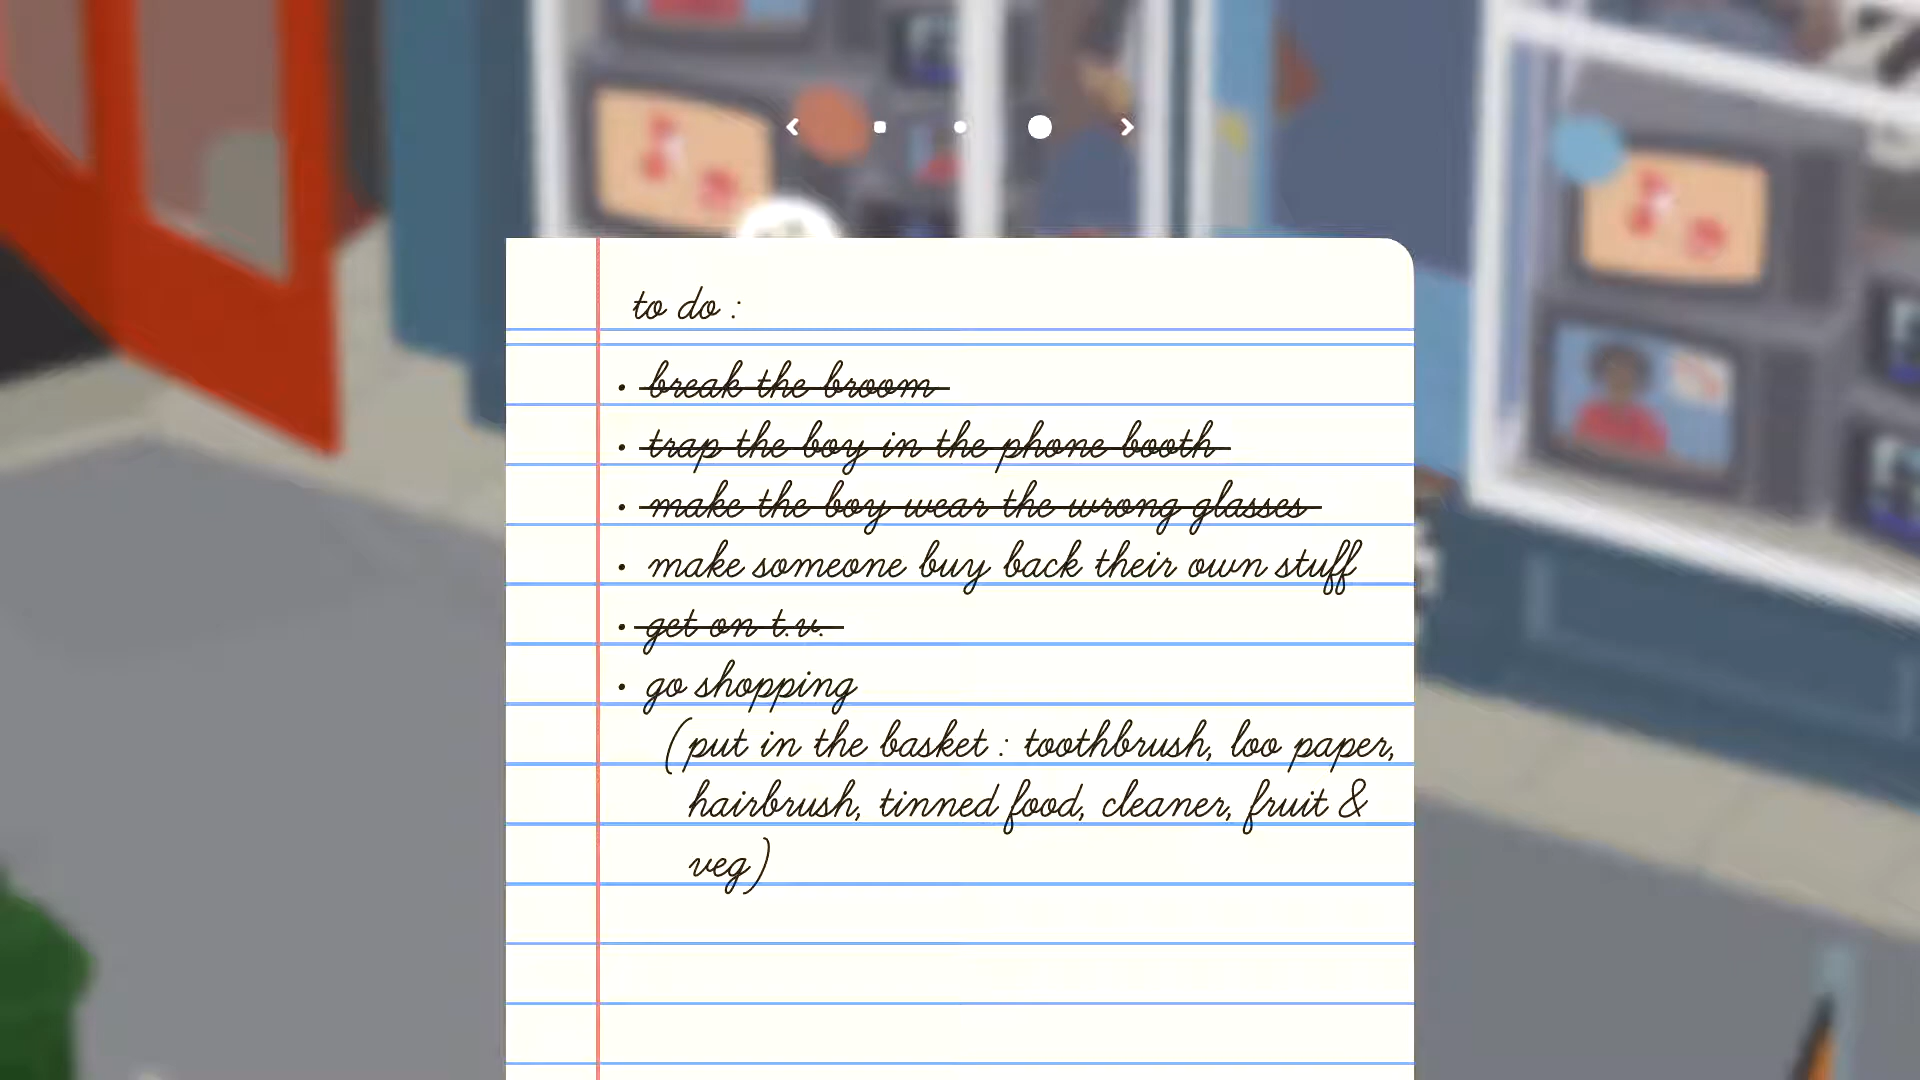 to do :
• break the broom
• trap the boy in the phone booth
• make the boy wear the wrong glasses
• make someone buy back their own stuff
• get on t.v.
• go shopping
(put in the basket : toothbrush, loo paper,
hairbrush, tinned food, cleaner, fruit &
veg)